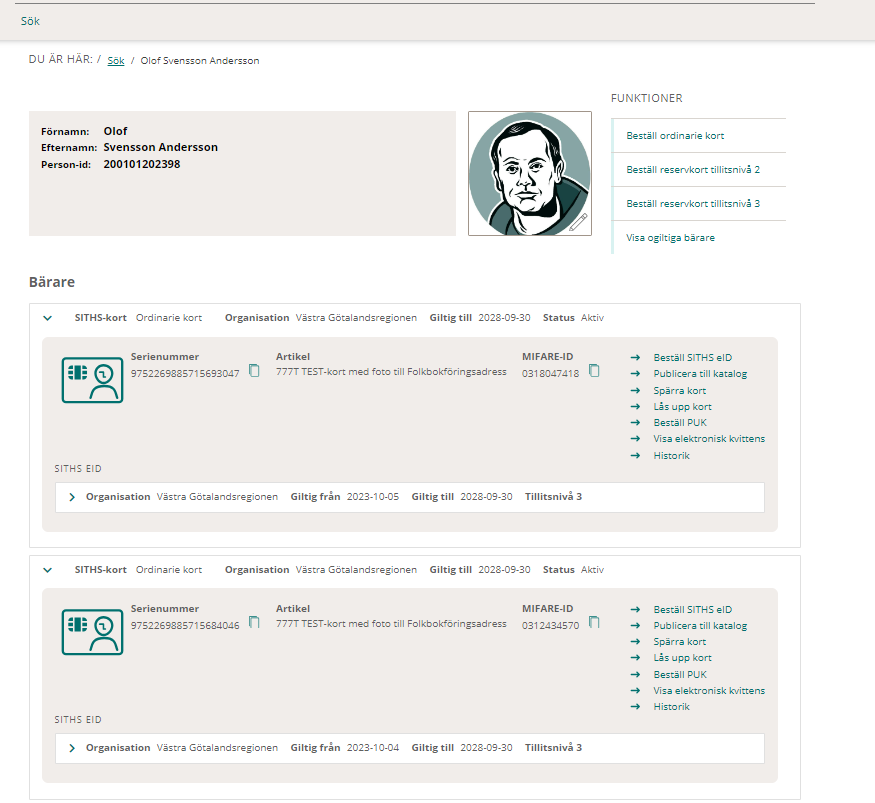 Sök
DU ÄR HÄR: / Sök / Olof Svensson Andersson
Förnamn: Olof
Efternamn: Svensson Andersson
Person-id: 200101202398
FUNKTIONER
Beställ ordinarie kort
Beställ reservkort tillitsnivå 2
Beställ reservkort tillitsnivå 3
Visa ogiltiga bärare
Bärare
SITHS-kort Ordinarie kort Organisation Västra Götalandsregionen Giltig till 2028-09-30 Status Aktiv
Serienummer
9752269885715693047
Artikel
777T TEST-kort med foto till Folkbokföringsadress
MIFARE-ID
0318047418
Beställ SITHS eID
Publicera till katalog
Spärra kort
Lås upp kort
Beställ PUK
Visa elektronisk kvittens
Historik
SITHS EID
Organisation Västra Götalandsregionen Giltig från 2023-10-05 Giltig till 2028-09-30 Tillitsnivå 3
SITHS-kort Ordinarie kort Organisation Västra Götalandsregionen Giltig till 2028-09-30 Status Aktiv
Serienummer
9752269885715684046
Artikel
777T TEST-kort med foto till Folkbokföringsadress
MIFARE-ID
0312434570
Beställ SITHS eID
Publicera till katalog
Spärra kort
Lås upp kort
Beställ PUK
Visa elektronisk kvittens
Historik
SITHS EID
Organisation Västra Götalandsregionen Giltig från 2023-10-04 Giltig till 2028-09-30 Tillitsnivå 3